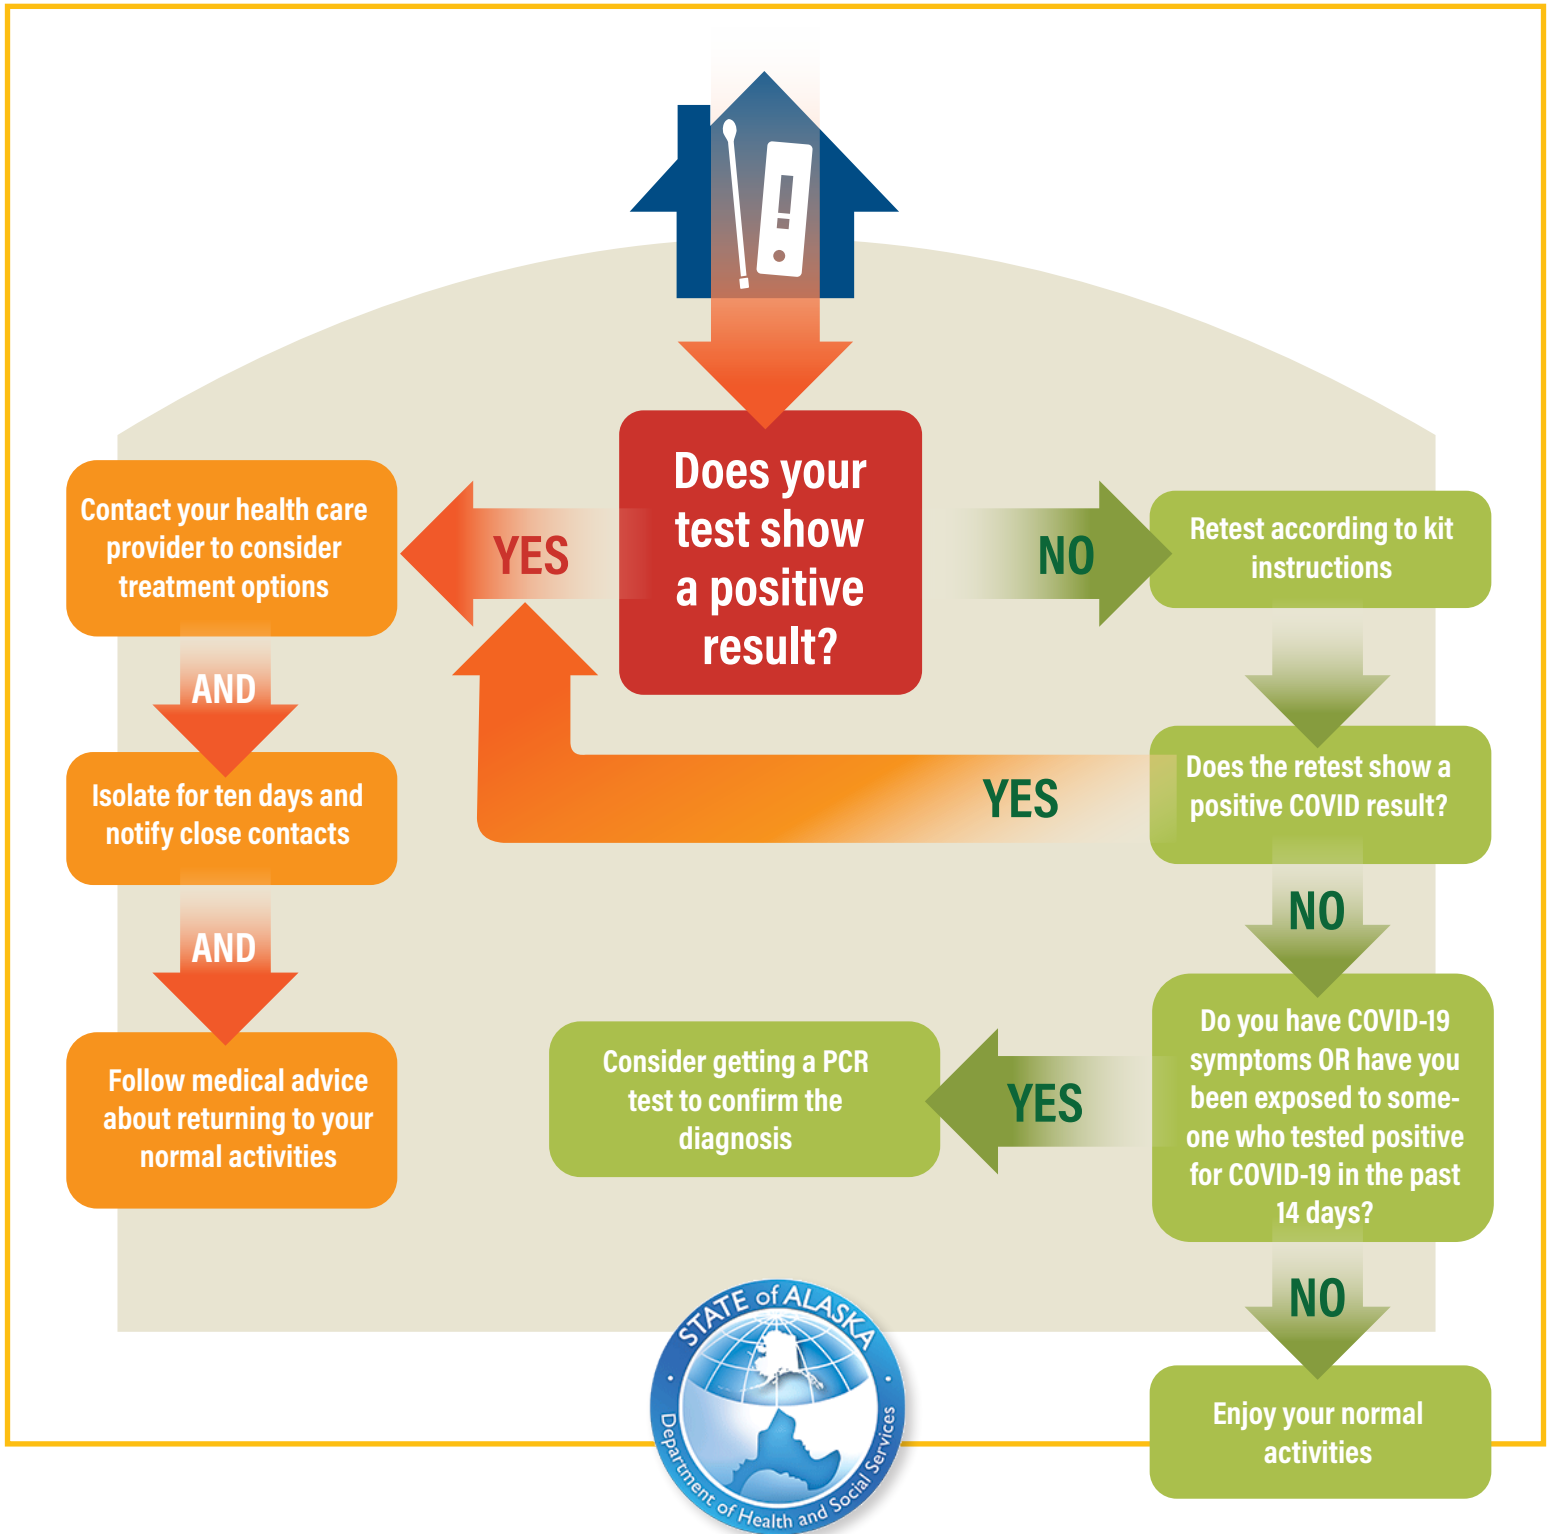 Does your
test show
a positive
result?
YES
Contact your health care
provider to consider
treatment options
AND
Isolate for ten days and
notify close contacts
AND
Follow medical advice
about returning to your
normal activities
NO
Retest according to kit
instructions
Does the retest show a
positive COVID result?
YES
NO
Do you have COVID-19
symptoms OR have you
been exposed to some-
one who tested positive
for COVID-19 in the past
14 days?
YES
Consider getting a PCR
test to confirm the
diagnosis
NO
Enjoy your normal
activities
STATE of ALASKA
Department of Health and Social Services